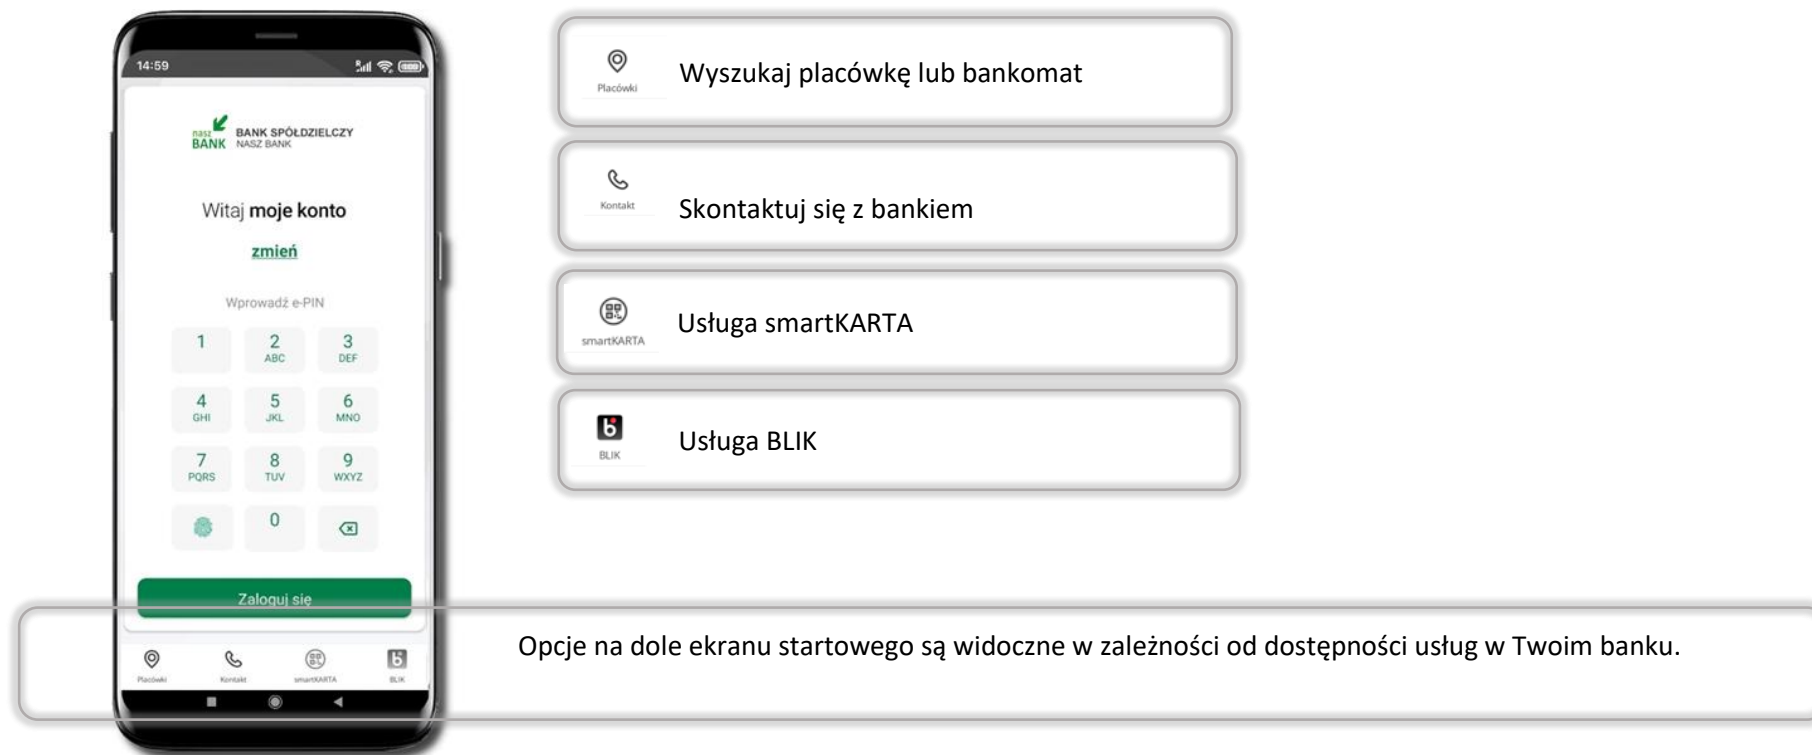 14:59
nasz
BANK
BANK SPÓŁDZIELCZY
NASZ BANK
Witaj moje konto
zmień
Wprowadź e-PIN
1 2 3
ABC DEF
4 5 6
GHI JKL MNO
7 8 9
PQRS TUV WXYZ
0
Zaloguj się
Placówki Kontakt smartKARTA BLIK
Placówki
Wyszukaj placówkę lub bankomat
Kontakt
Skontaktuj się z bankiem
smartKARTA
Usługa smartKARTA
BLIK
Usługa BLIK
Opcje na dole ekranu startowego są widoczne w zależności od dostępności usług w Twoim banku.